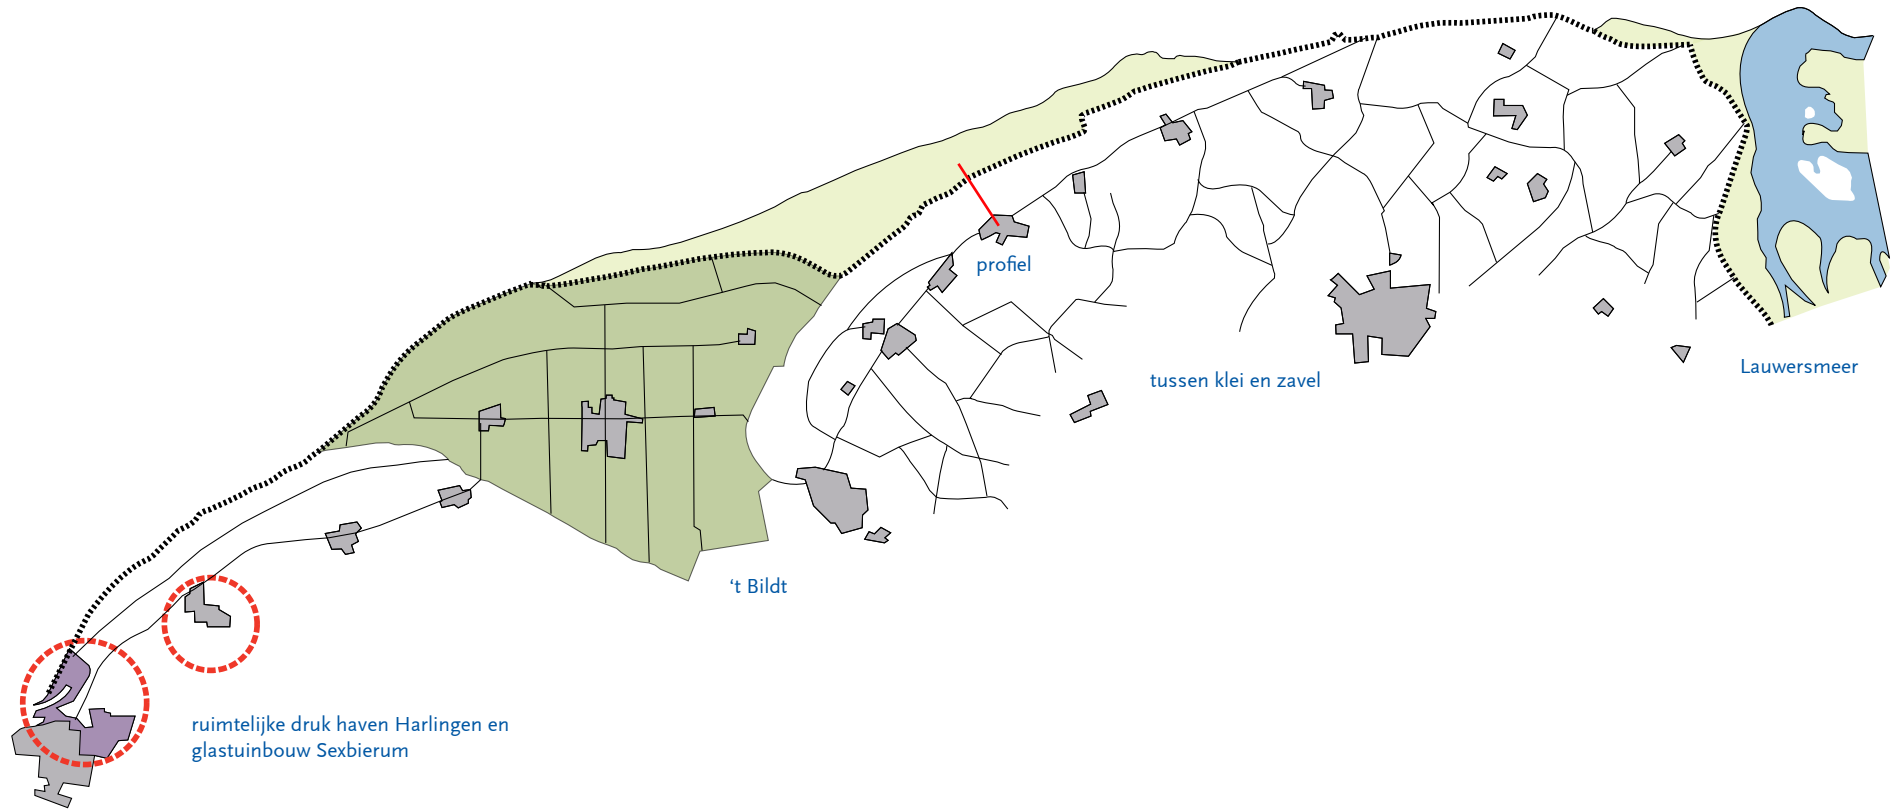 profiel
tussen klei en zavel
Lauwersmeer
‘t Bildt
ruimtelijke druk haven Harlingen en
glastuinbouw Sexbierum